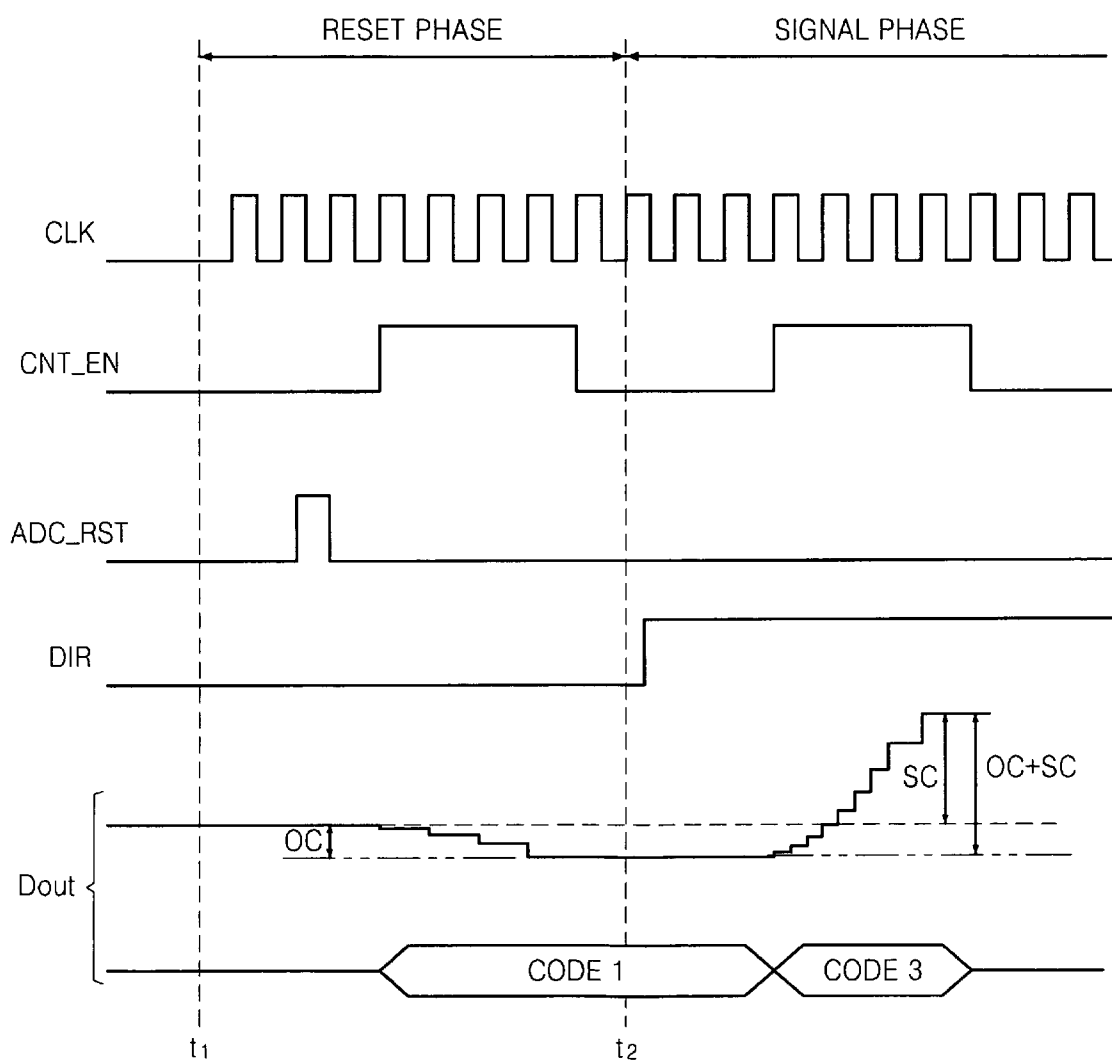 RESET PHASE
SIGNAL PHASE
CLK
CNT_EN
ADC_RST
DIR
SC
OC+SC
OC
Dout
CODE 1
CODE 3
t1
t2